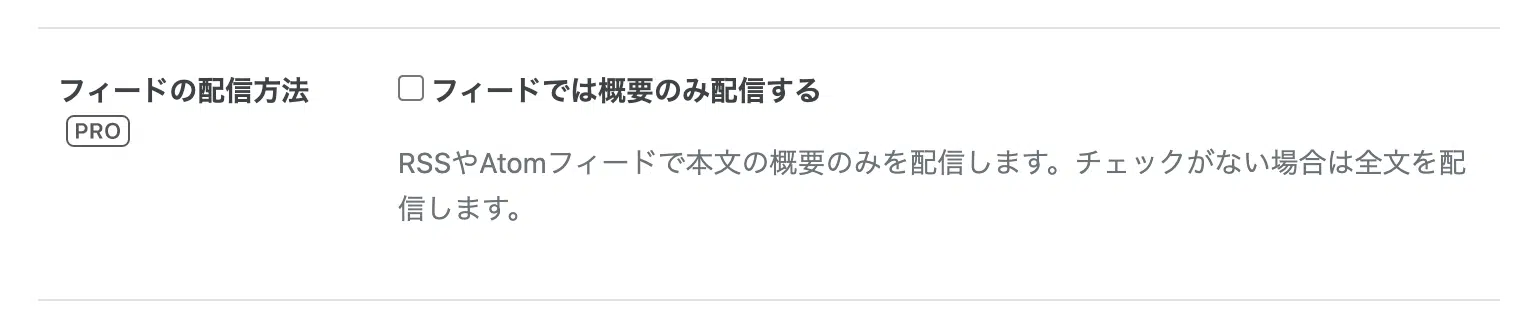 フィードの配信方法
PRO
フィードでは概要のみ配信する
RSSやAtomフィードで本文の概要のみを配信します。チェックがない場合は全文を配
信します。